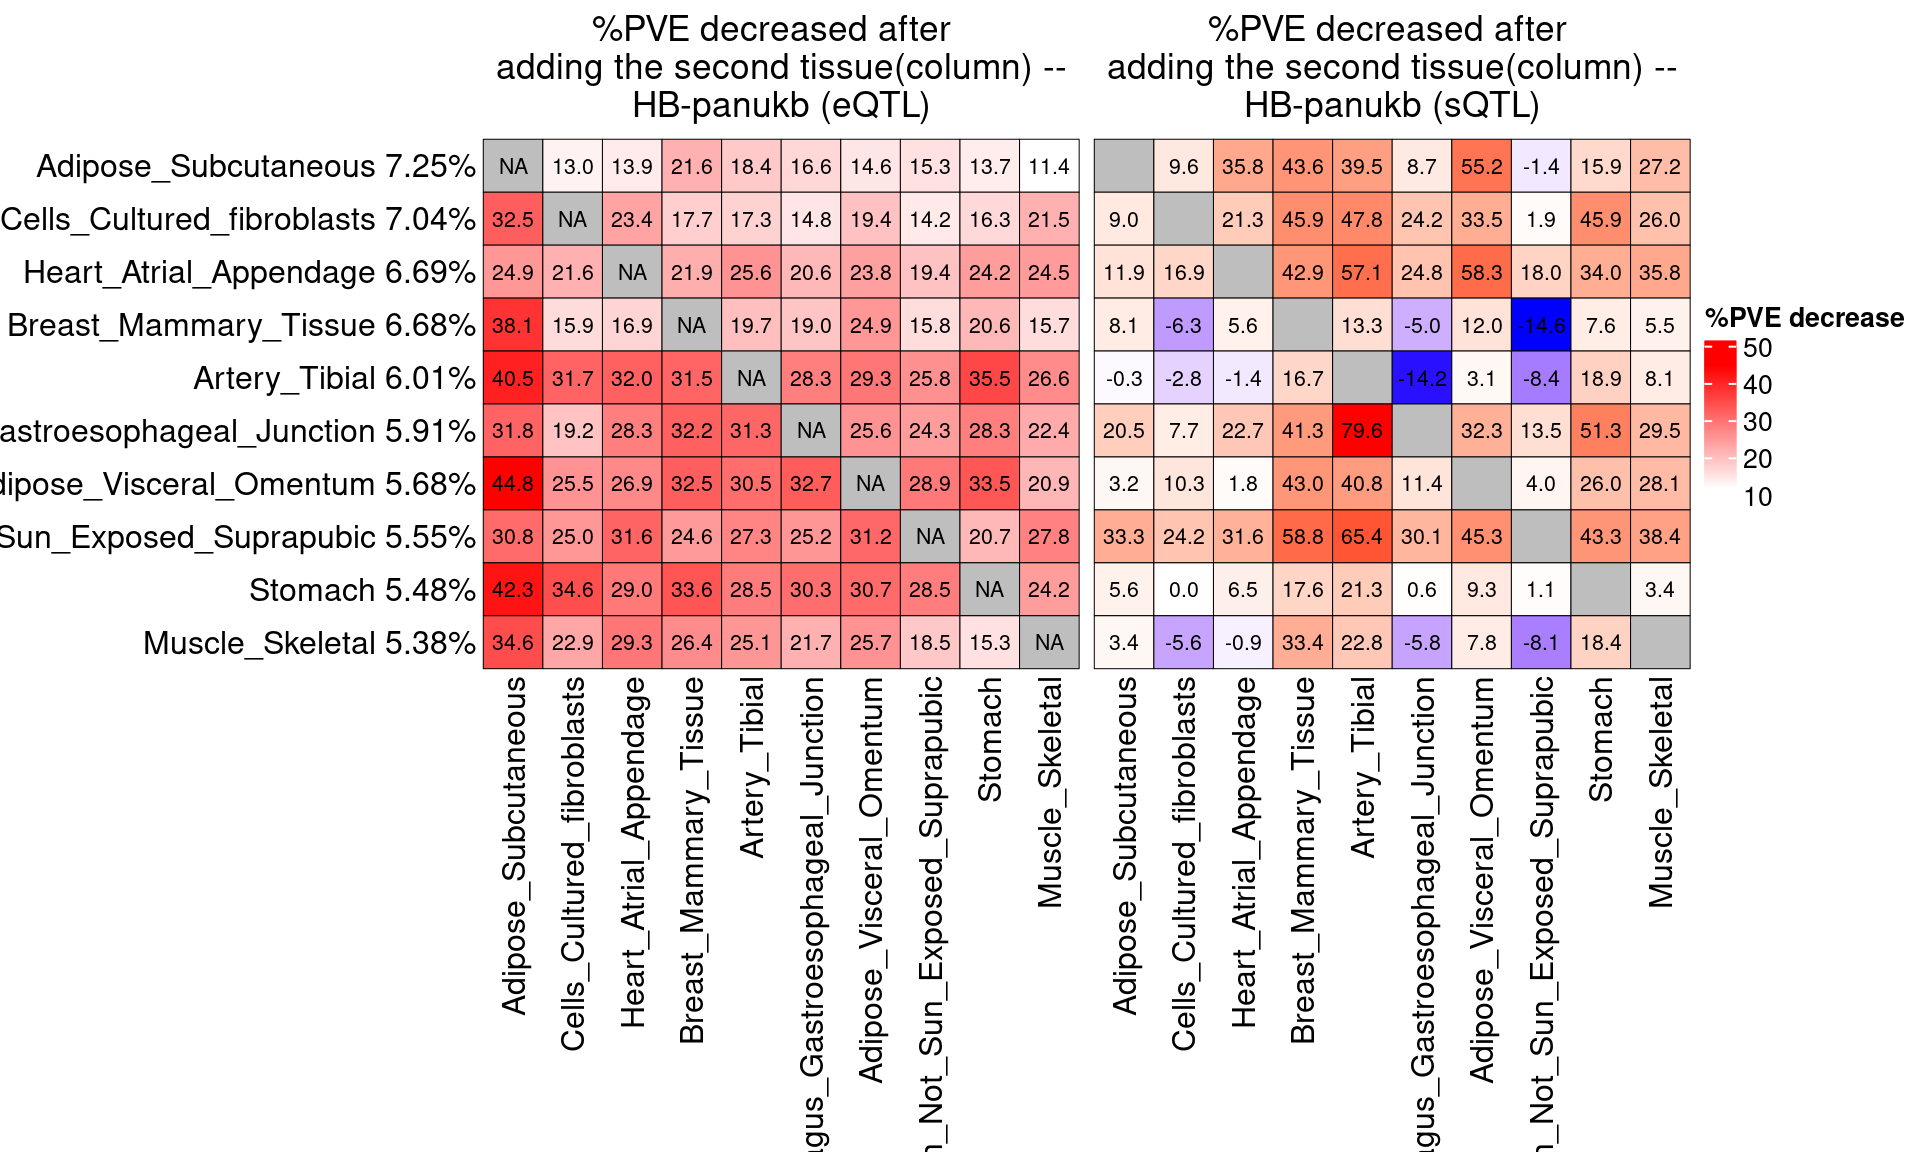 %PVE decreased after
adding the second tissue(column) --
HB-panukb (eQTL)
%PVE decreased after
adding the second tissue(column) --
HB-panukb (sQTL)
Adipose_Subcutaneous 7.25% NA 13.0 13.9 21.6 18.4 16.6 14.6 15.3 13.7 11.4 9.6 35.8 43.6 39.5 8.7 55.2 -1.4 15.9 27.2
Cells_Cultured_fibroblasts 7.04% 32.5 NA 23.4 17.7 17.3 14.8 19.4 14.2 16.3 21.5 9.0 21.3 45.9 47.8 24.2 33.5 1.9 45.9 26.0
Heart_Atrial_Appendage 6.69% 24.9 21.6 NA 21.9 25.6 20.6 23.8 19.4 24.2 24.5 11.9 16.9 42.9 57.1 24.8 58.3 18.0 34.0 35.8
Breast_Mammary_Tissue 6.68% 38.1 15.9 16.9 NA 19.7 19.0 24.9 15.8 20.6 15.7 8.1 -6.3 5.6 13.3 -5.0 12.0 -14.6 7.6 5.5
Artery_Tibial 6.01% 40.5 31.7 32.0 31.5 NA 28.3 29.3 25.8 35.5 26.6 -0.3 -2.8 -1.4 16.7 -14.2 3.1 -8.4 18.9 8.1
astroesophageal_Junction 5.91% 31.8 19.2 28.3 32.2 31.3 NA 25.6 24.3 28.3 22.4 20.5 7.7 22.7 41.3 79.6 32.3 13.5 51.3 29.5
dipose_Visceral_Omentum 5.68% 44.8 25.5 26.9 32.5 30.5 32.7 NA 28.9 33.5 20.9 3.2 10.3 1.8 43.0 40.8 11.4 4.0 26.0 28.1
Sun_Exposed_Suprapubic 5.55% 30.8 25.0 31.6 24.6 27.3 25.2 31.2 NA 20.7 27.8 33.3 24.2 31.6 58.8 65.4 30.1 45.3 43.3 38.4
Stomach 5.48% 42.3 34.6 29.0 33.6 28.5 30.3 30.7 28.5 NA 24.2 5.6 0.0 6.5 17.6 21.3 0.6 9.3 1.1 3.4
Muscle_Skeletal 5.38% 34.6 22.9 29.3 26.4 25.1 21.7 25.7 18.5 15.3 NA 3.4 -5.6 -0.9 33.4 22.8 -5.8 7.8 -8.1 18.4
Adipose_Subcutaneous
Cells_Cultured_fibroblasts
Heart_Atrial_Appendage
Breast_Mammary_Tissue
Artery_Tibial
agus_Gastroesophageal_Junction
Adipose_Visceral_Omentum
n_Not_Sun_Exposed_Suprapubic
Stomach
Muscle_Skeletal
Adipose_Subcutaneous
Cells_Cultured_fibroblasts
Heart_Atrial_Appendage
Breast_Mammary_Tissue
Artery_Tibial
agus_Gastroesophageal_Junction
Adipose_Visceral_Omentum
n_Not_Sun_Exposed_Suprapubic
Stomach
Muscle_Skeletal
%PVE decrease
50
40
30
20
10